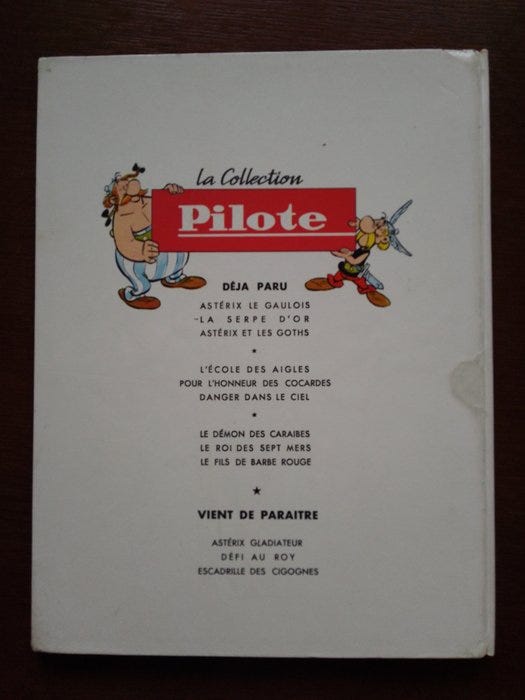 La Collection
Pilote
DÉJA PARU
ASTÉRIX LE GAULOIS
LA SERPE D'OR
ASTÉRIX ET LES GOTHS
L'ÉCOLE DES AIGLES
POUR L'HONNEUR DES COCARDES
DANGER DANS LE CIEL
LE DÉMON DES CARAIBES
LE ROI DES SEPT MERS
LE FILS DE BARBE ROUGE
VIENT DE PARAITRE
ASTÉRIX GLADIATEUR
DÉFI AU ROY
ESCADRILLE DES CIGOGNES